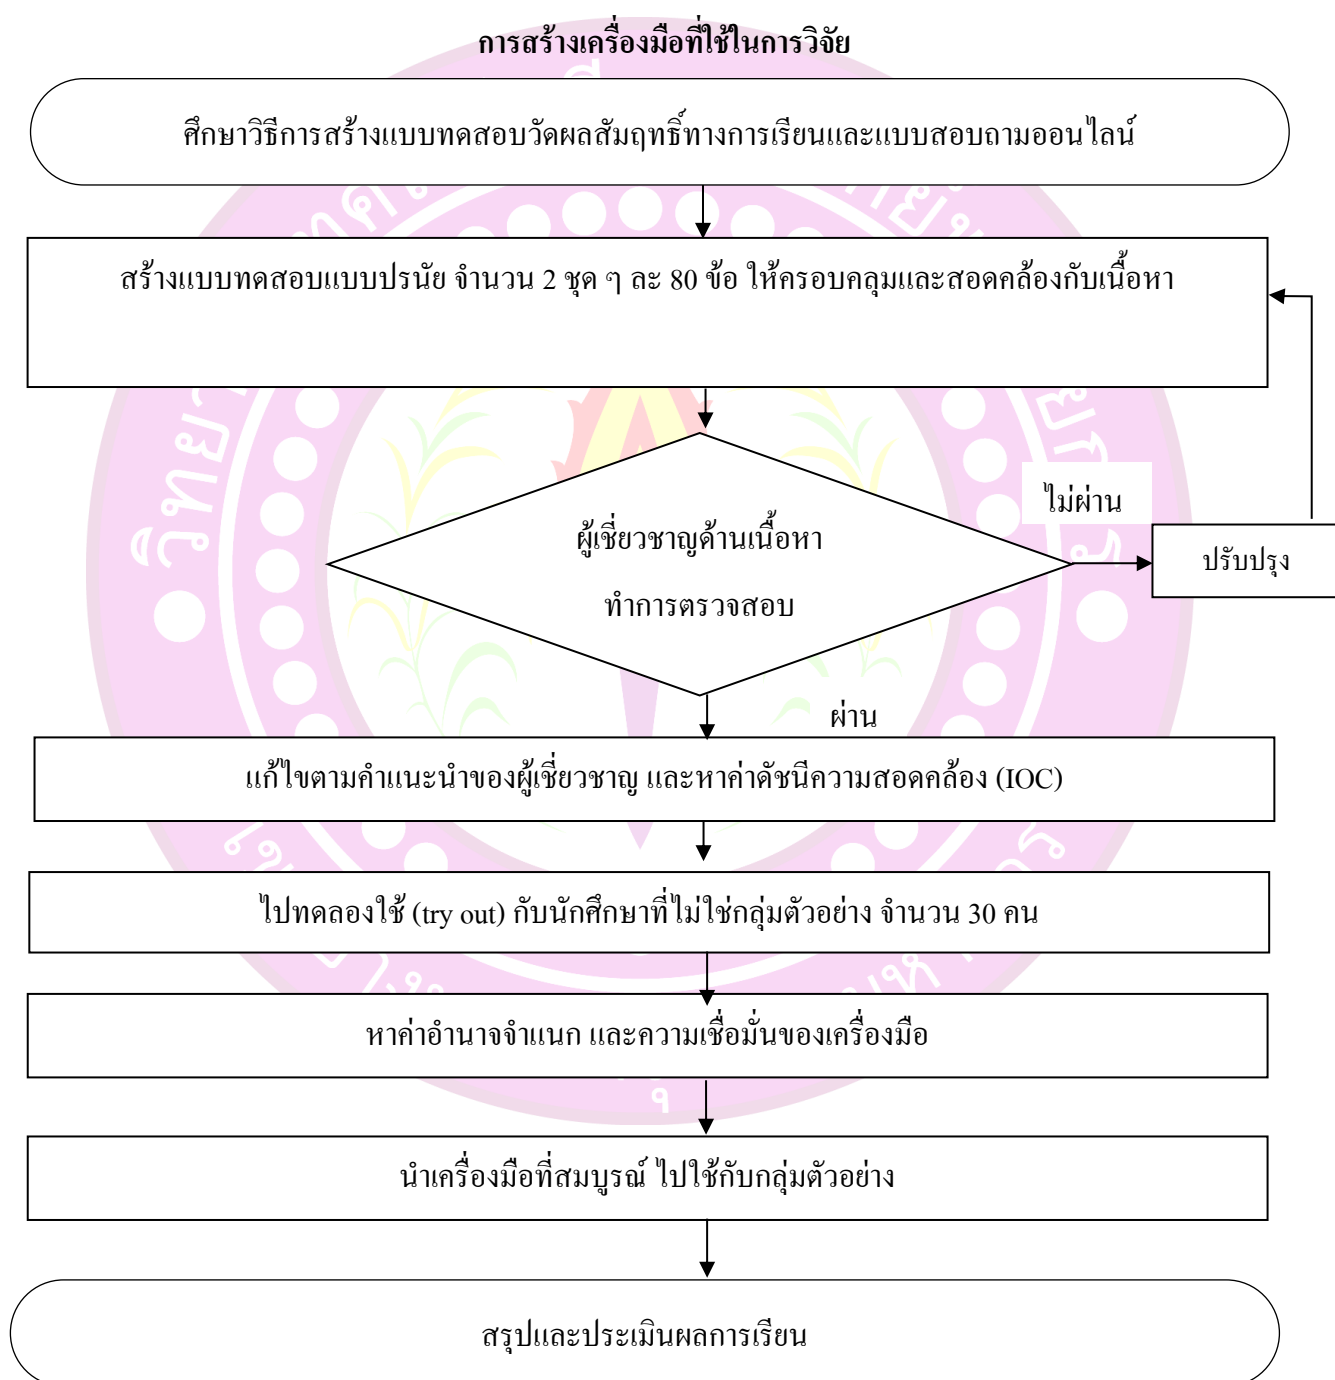 การสร้างเครื่องมือที่ใช้ในการวิจัย
ศึกษาวิธีการสร้างแบบทดสอบวัดผลสัมฤทธิ์ทางการเรียนและแบบสอบถามออนไลน์
สร้างแบบทดสอบแบบปรนัย จำนวน 2 ชุด ๆ ละ 80 ข้อ ให้ครอบคลุมและสอดคล้องกับเนื้อหา
ผู้เชี่ยวชาญด้านเนื้อหา
ทำการตรวจสอบ
ไม่ผ่าน
ปรับปรุง
ผ่าน
แก้ไขตามคำแนะนำของผู้เชี่ยวชาญ และหาค่าดัชนีความสอดคล้อง (IOC)
ไปทดลองใช้ (try out) กับนักศึกษาที่ไม่ใช่กลุ่มตัวอย่าง จำนวน 30 คน
หาค่าอำนาจจำแนก และความเชื่อมั่นของเครื่องมือ
นำเครื่องมือที่สมบูรณ์ ไปใช้กับกลุ่มตัวอย่าง
สรุปและประเมินผลการเรียน